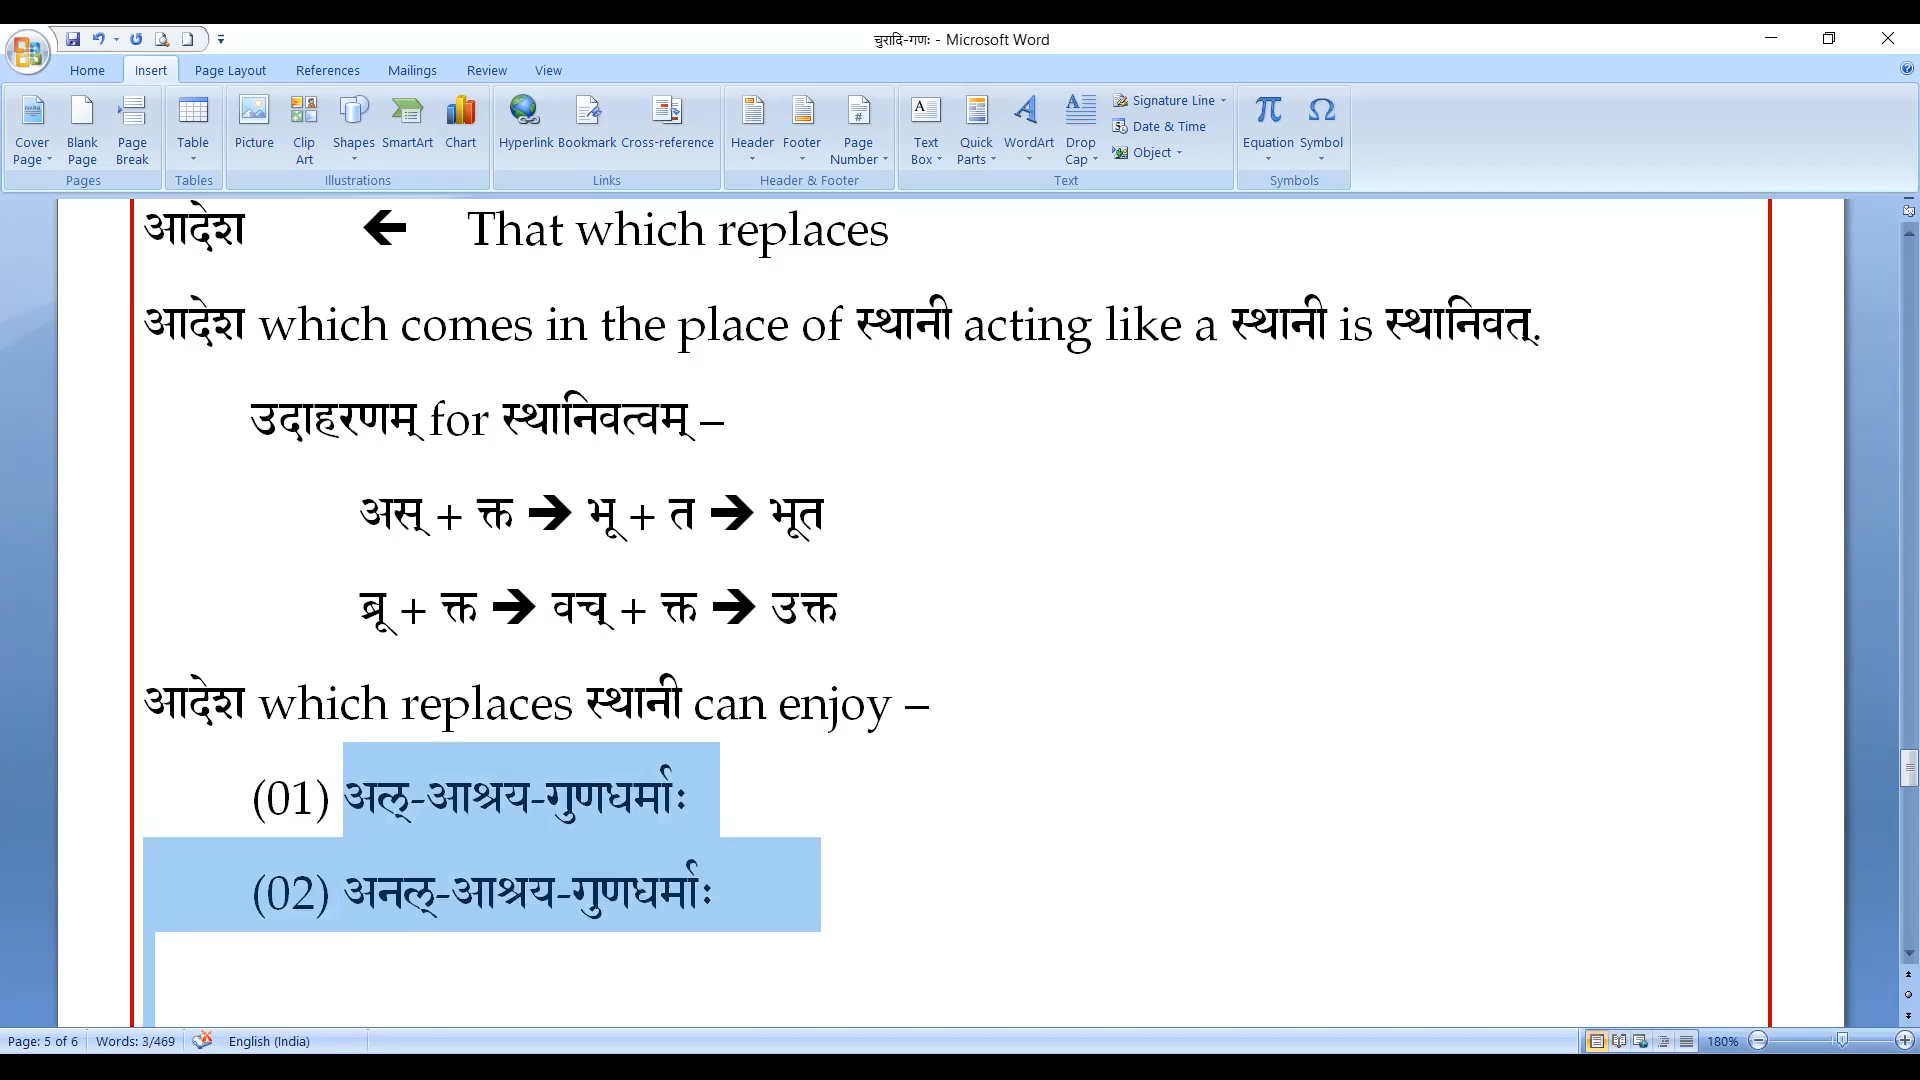 चुरादि-गणः - Microsoft Word
Home Insert Page Layout References Mailings Review View
Cover Page Blank Page Page Break Table Picture Clip Art Shapes SmartArt Chart Hyperlink Bookmark Cross-reference Header Footer Page Number Text Box Quick Parts WordArt Drop Cap Signature Line Date & Time Object Equation Symbol
Pages Tables Illustrations Links Header & Footer Text Symbols
आदेश 🡸 That which replaces
आदेश which comes in the place of स्थानी acting like a स्थानी is स्थानिवत्.
उदाहरणम् for स्थानिवत्वम् –
अस् + क्त 🡺 भू + त 🡺 भूत
ब्रू + क्त 🡺 वच् + क्त 🡺 उक्त
आदेश which replaces स्थानी can enjoy –
(01) अल्-आश्रय-गुणधर्माः
(02) अनल्-आश्रय-गुणधर्माः
Page: 5 of 6 Words: 3/469 English (India) 180%